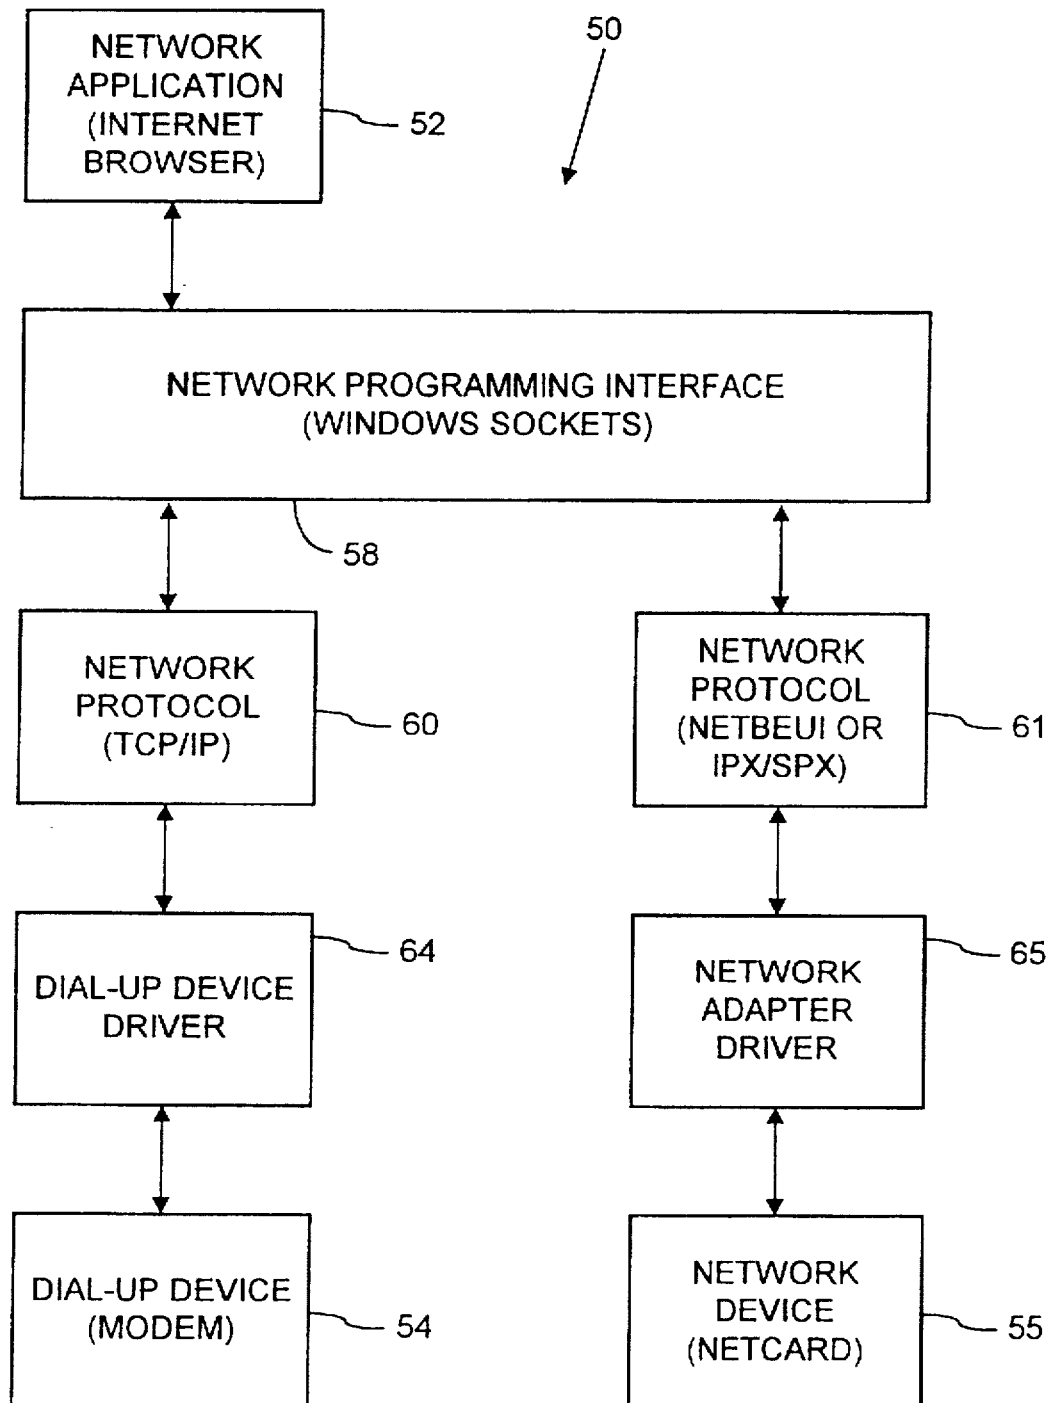 NETWORK
APPLICATION
(INTERNET
BROWSER)
52
50
NETWORK PROGRAMMING INTERFACE
(WINDOWS SOCKETS)
58
NETWORK
PROTOCOL
(TCP/IP)
60
NETWORK
PROTOCOL
(NETBEUI OR
IPX/SPX)
61
DIAL-UP DEVICE
DRIVER
64
NETWORK
ADAPTER
DRIVER
65
DIAL-UP DEVICE
(MODEM)
54
NETWORK
DEVICE
(NETCARD)
55